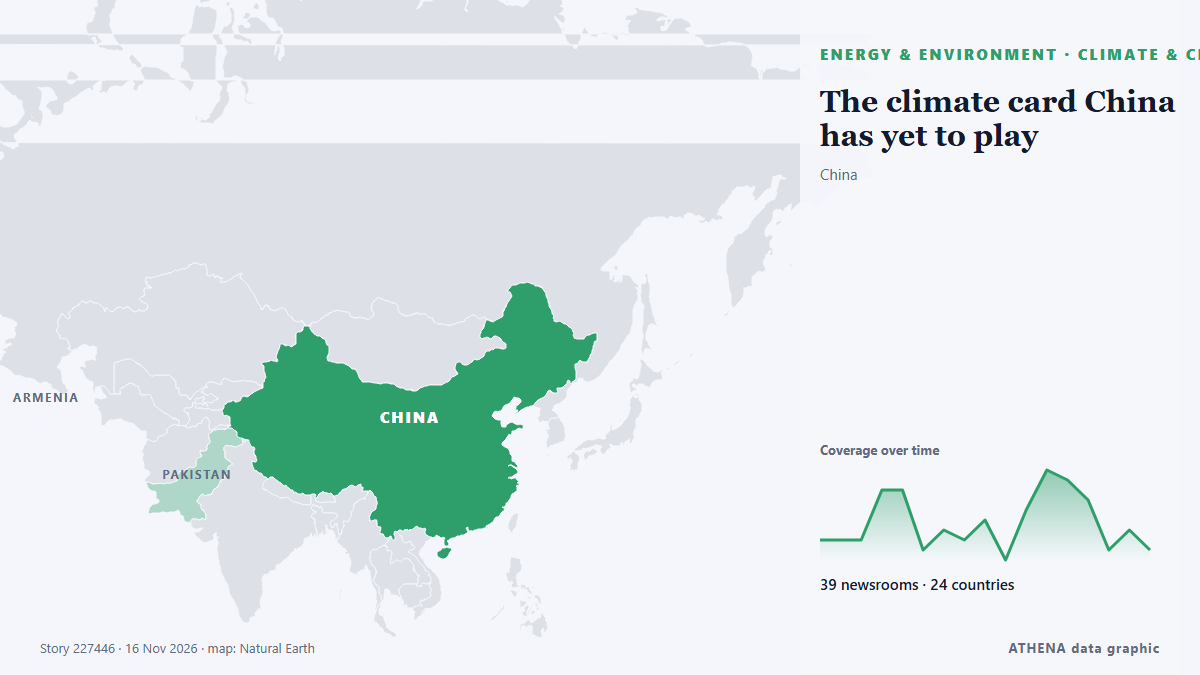 ENERGY & ENVIRONMENT · CLIMATE &
The climate card China
has yet to play
China
ARMENIA
CHINA
PAKISTAN
Coverage over time
39 newsrooms · 24 countries
Story 227446 · 16 Nov 2026 · map: Natural Earth
ATHENA data graphic